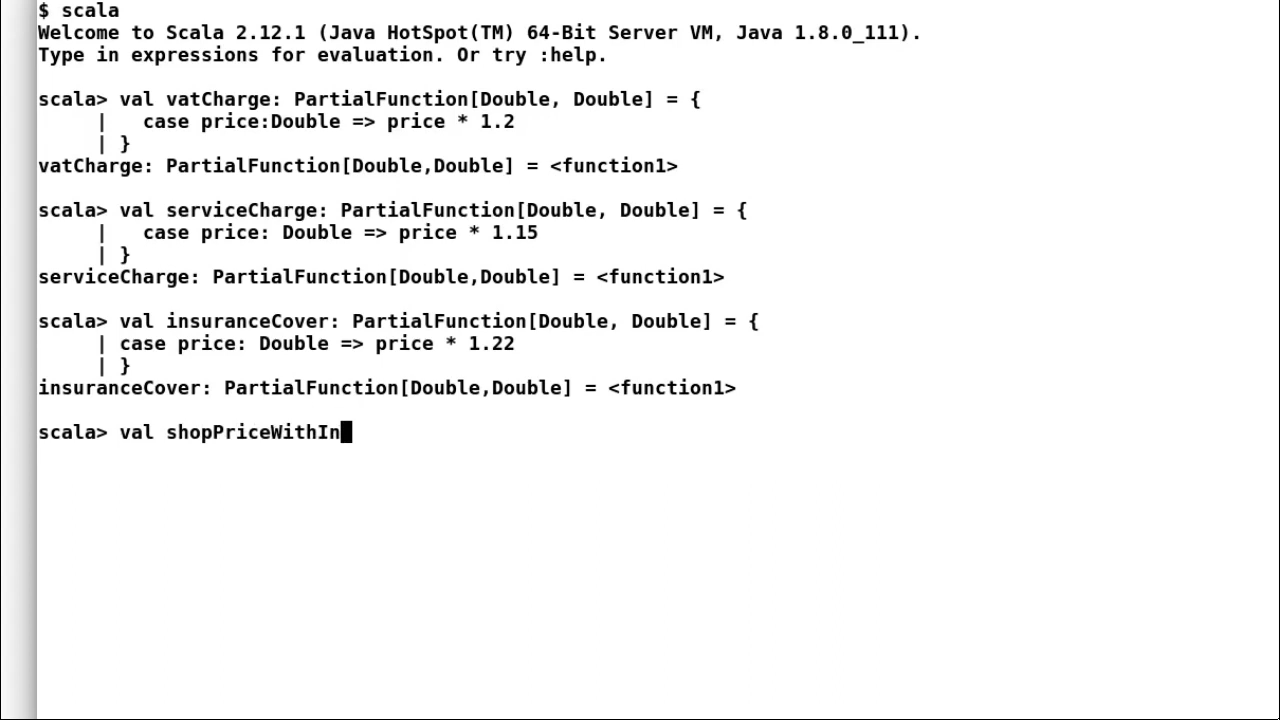 $ scala
Welcome to Scala 2.12.1 (Java HotSpot(TM) 64-Bit Server VM, Java 1.8.0_111).
Type in expressions for evaluation. Or try :help.
scala> val vatCharge: PartialFunction[Double, Double] = {
     |   case price:Double => price * 1.2
     | }
vatCharge: PartialFunction[Double,Double] = <function1>
scala> val serviceCharge: PartialFunction[Double, Double] = {
     |   case price: Double => price * 1.15
     | }
serviceCharge: PartialFunction[Double,Double] = <function1>
scala> val insuranceCover: PartialFunction[Double, Double] = {
     | case price: Double => price * 1.22
     | }
insuranceCover: PartialFunction[Double,Double] = <function1>
scala> val shopPriceWithIn